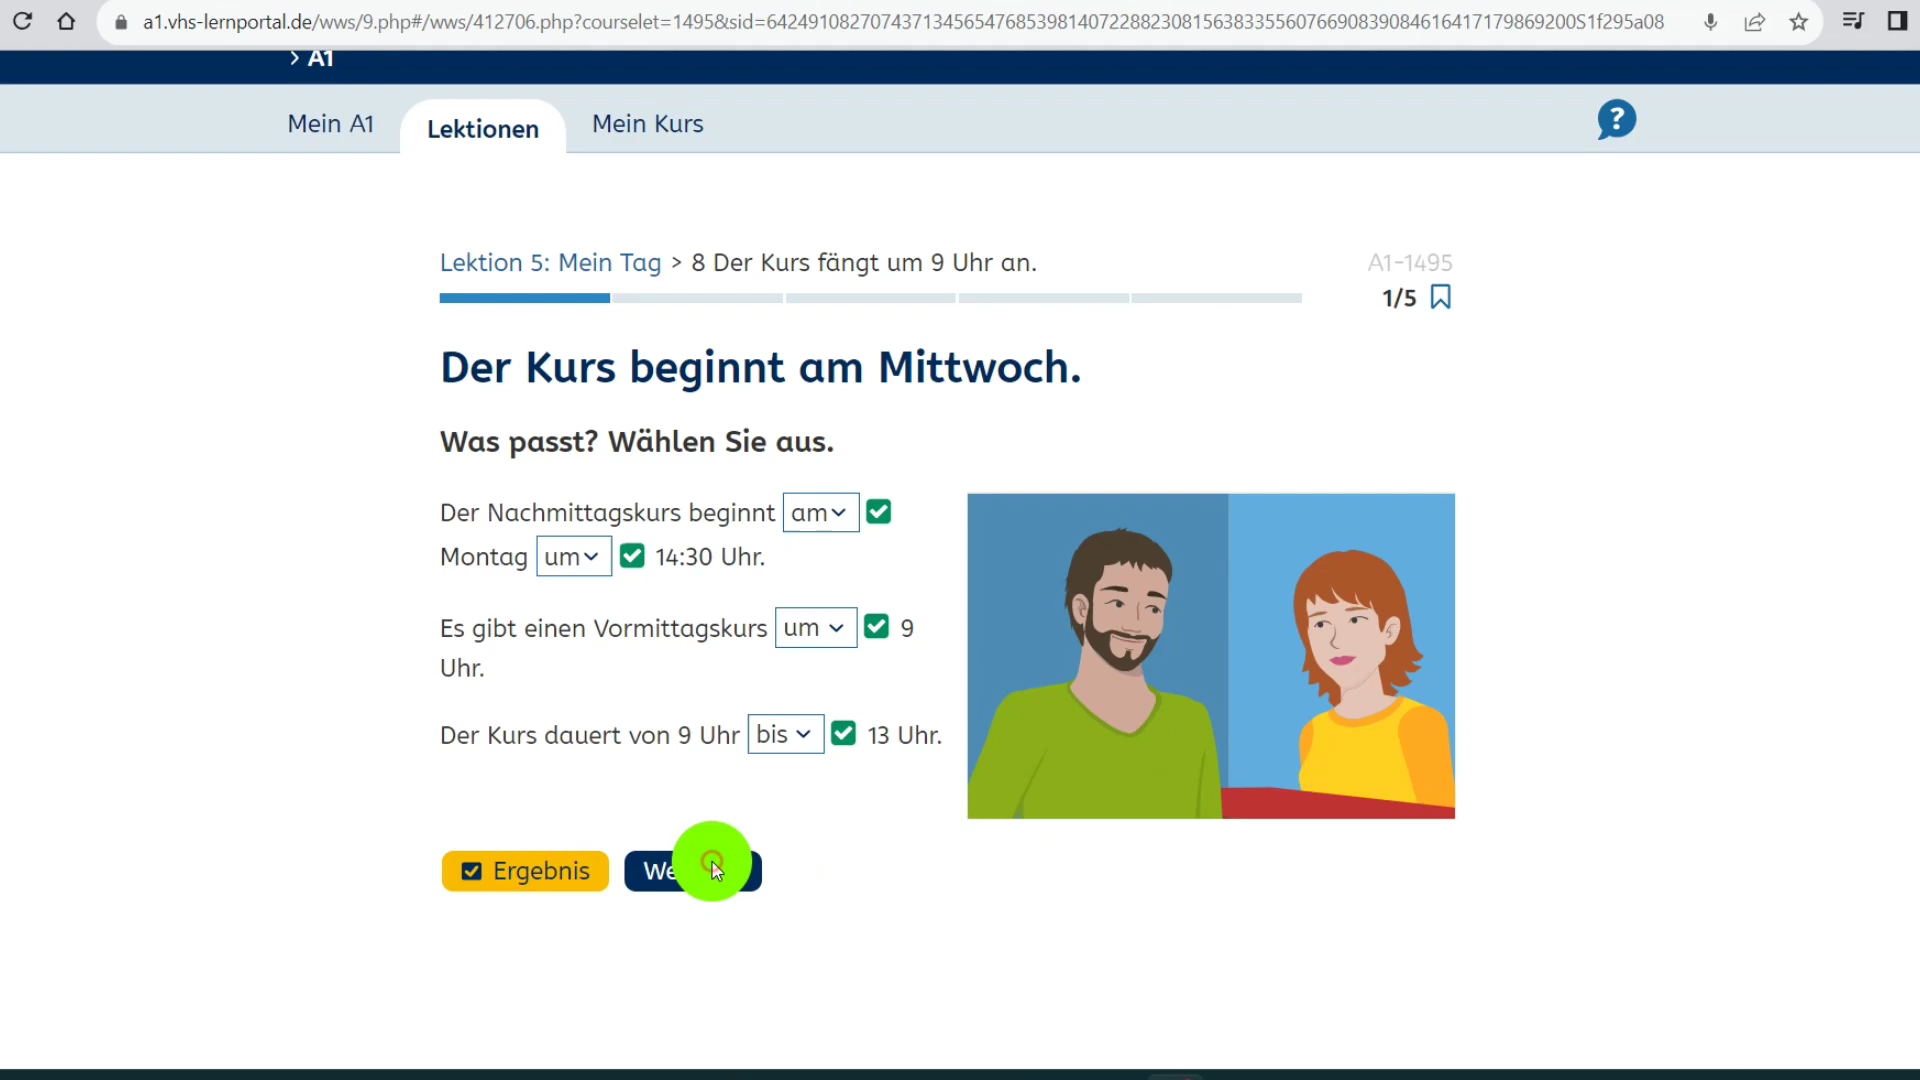 a1.vhs-lernportal.de/wws/9.php#/wws/412706.php?courselet=1495&sid=64249108270743713456547685398140722882308156383355607669083908461641717986920​0S1f295a08
> A1
Mein A1
Lektionen
Mein Kurs
?
Lektion 5: Mein Tag > 8 Der Kurs fängt um 9 Uhr an.
A1-1495
1/5
Der Kurs beginnt am Mittwoch.
Was passt? Wählen Sie aus.
Der Nachmittagskurs beginnt am
Montag um 14:30 Uhr.
Es gibt einen Vormittagskurs um 9
Uhr.
Der Kurs dauert von 9 Uhr bis 13 Uhr.
Ergebnis